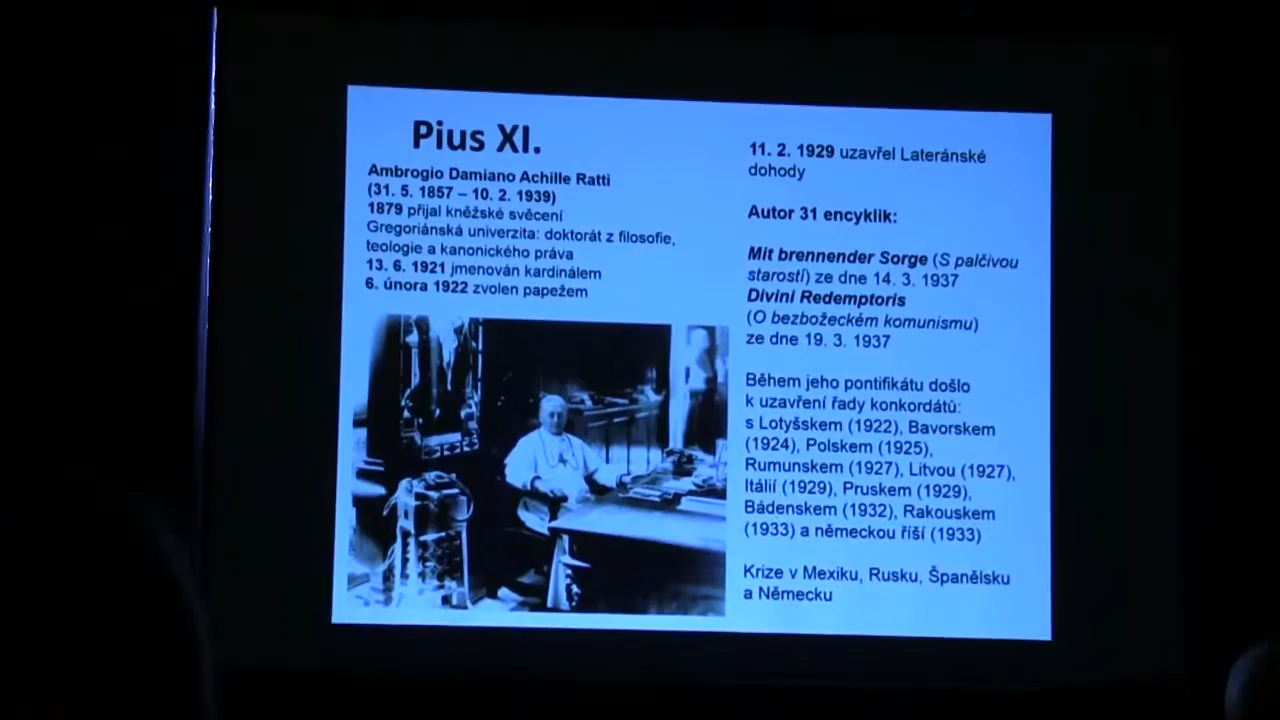 Pius XI.
Ambrogio Damiano Achille Ratti
(31. 5. 1857 – 10. 2. 1939)
1879 přijal kněžské svěcení
Gregoriánská univerzita: doktorát z filosofie,
teologie a kanonického práva
13. 6. 1921 jmenován kardinálem
6. února 1922 zvolen papežem
11. 2. 1929 uzavřel Lateránské
dohody
Autor 31 encyklik:
Mit brennender Sorge (S palčivou
starostí) ze dne 14. 3. 1937
Divini Redemptoris
(O bezbožeckém komunismu)
ze dne 19. 3. 1937
Během jeho pontifikátu došlo
k uzavření řady konkordátů:
s Lotyšskem (1922), Bavorskem
(1924), Polskem (1925),
Rumunskem (1927), Litvou (1927),
Itálií (1929), Pruskem (1929),
Bádenskem (1932), Rakouskem
(1933) a německou říší (1933)
Krize v Mexiku, Rusku, Španělsku
a Německu